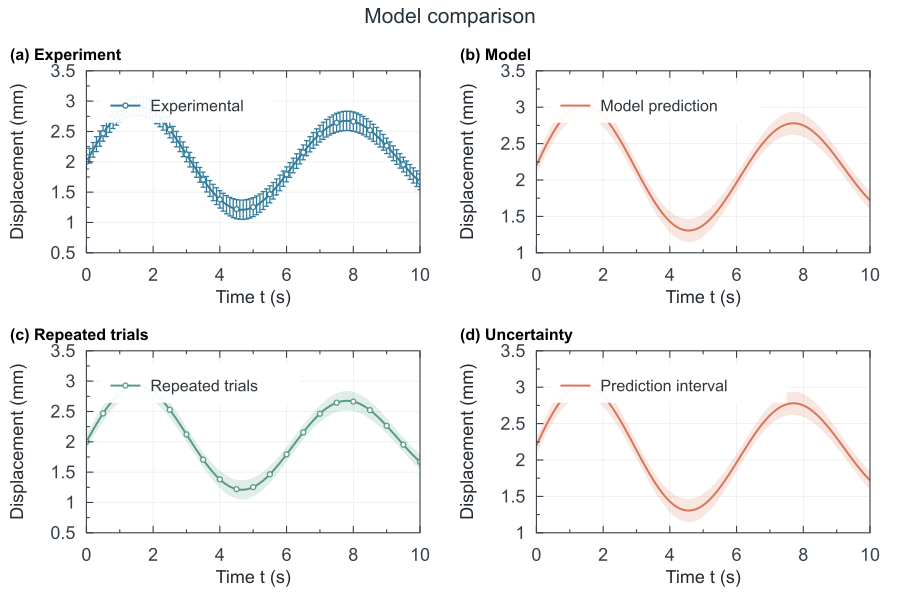 Model comparison
(a) Experiment
Displacement (mm)
3.5
3
2.5
2
1.5
1
0.5
Experimental
0 2 4 6 8 10
Time t (s)
(b) Model
Displacement (mm)
3.5
3
2.5
2
1.5
1
Model prediction
0 2 4 6 8 10
Time t (s)
(c) Repeated trials
Displacement (mm)
3.5
3
2.5
2
1.5
1
0.5
Repeated trials
0 2 4 6 8 10
Time t (s)
(d) Uncertainty
Displacement (mm)
3.5
3
2.5
2
1.5
1
Prediction interval
0 2 4 6 8 10
Time t (s)